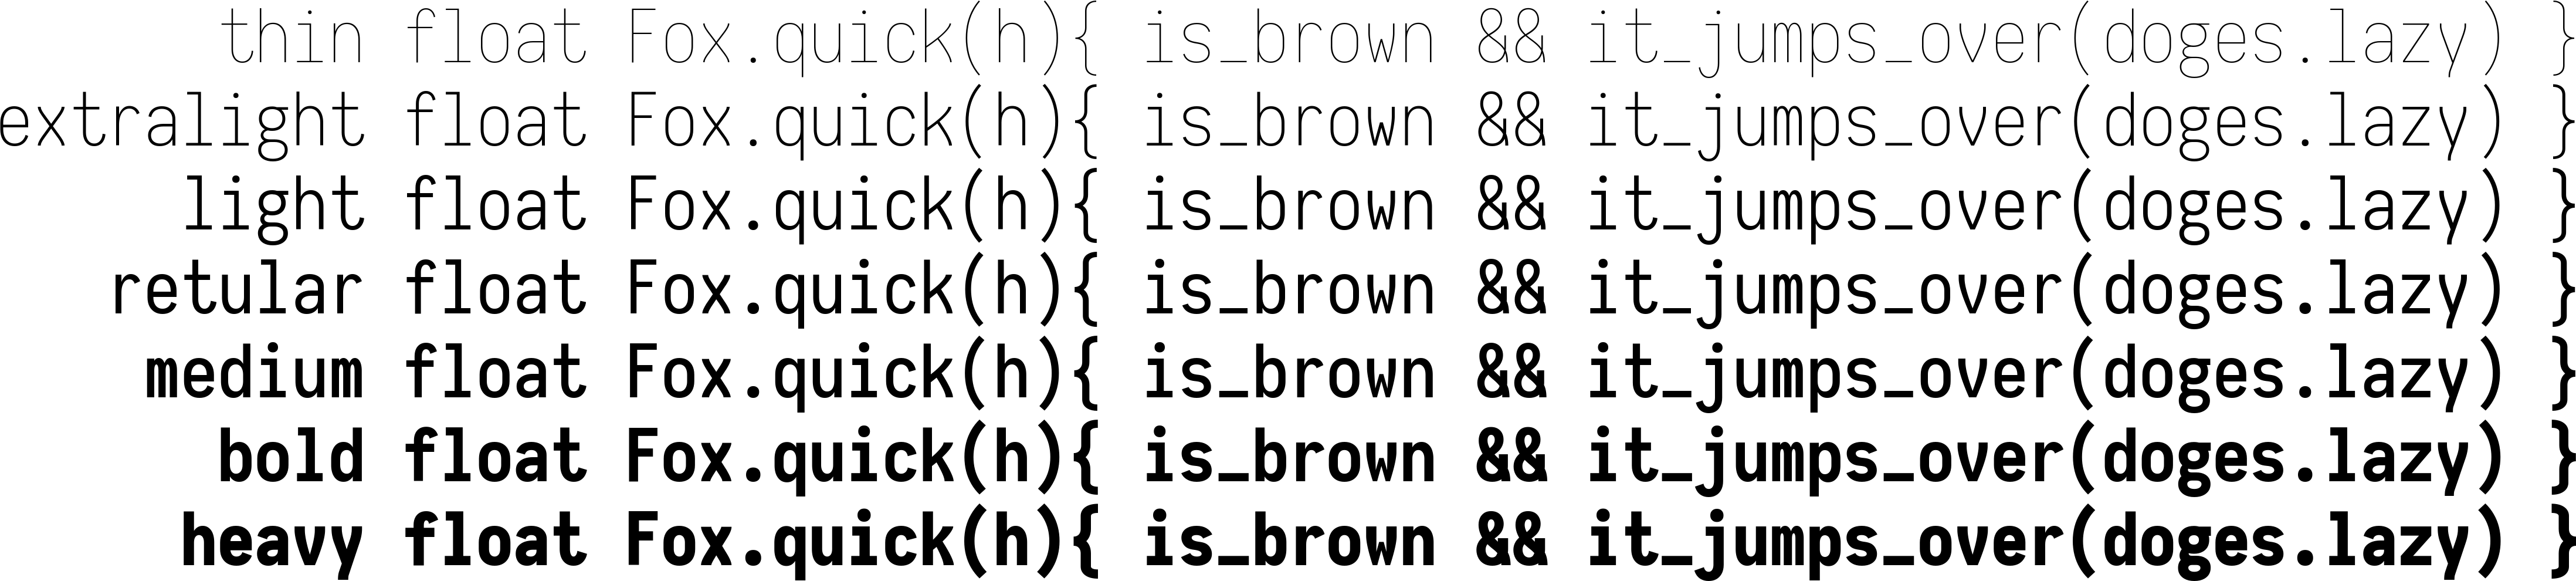 thin float Fox.quick(h){ is_brown && it_jumps_over(doges.lazy) }
extralight float Fox.quick(h){ is_brown && it_jumps_over(doges.lazy) }
light float Fox.quick(h){ is_brown && it_jumps_over(doges.lazy) }
retular float Fox.quick(h){ is_brown && it_jumps_over(doges.lazy) }
medium float Fox.quick(h){ is_brown && it_jumps_over(doges.lazy) }
bold float Fox.quick(h){ is_brown && it_jumps_over(doges.lazy) }
heavy float Fox.quick(h){ is_brown && it_jumps_over(doges.lazy) }